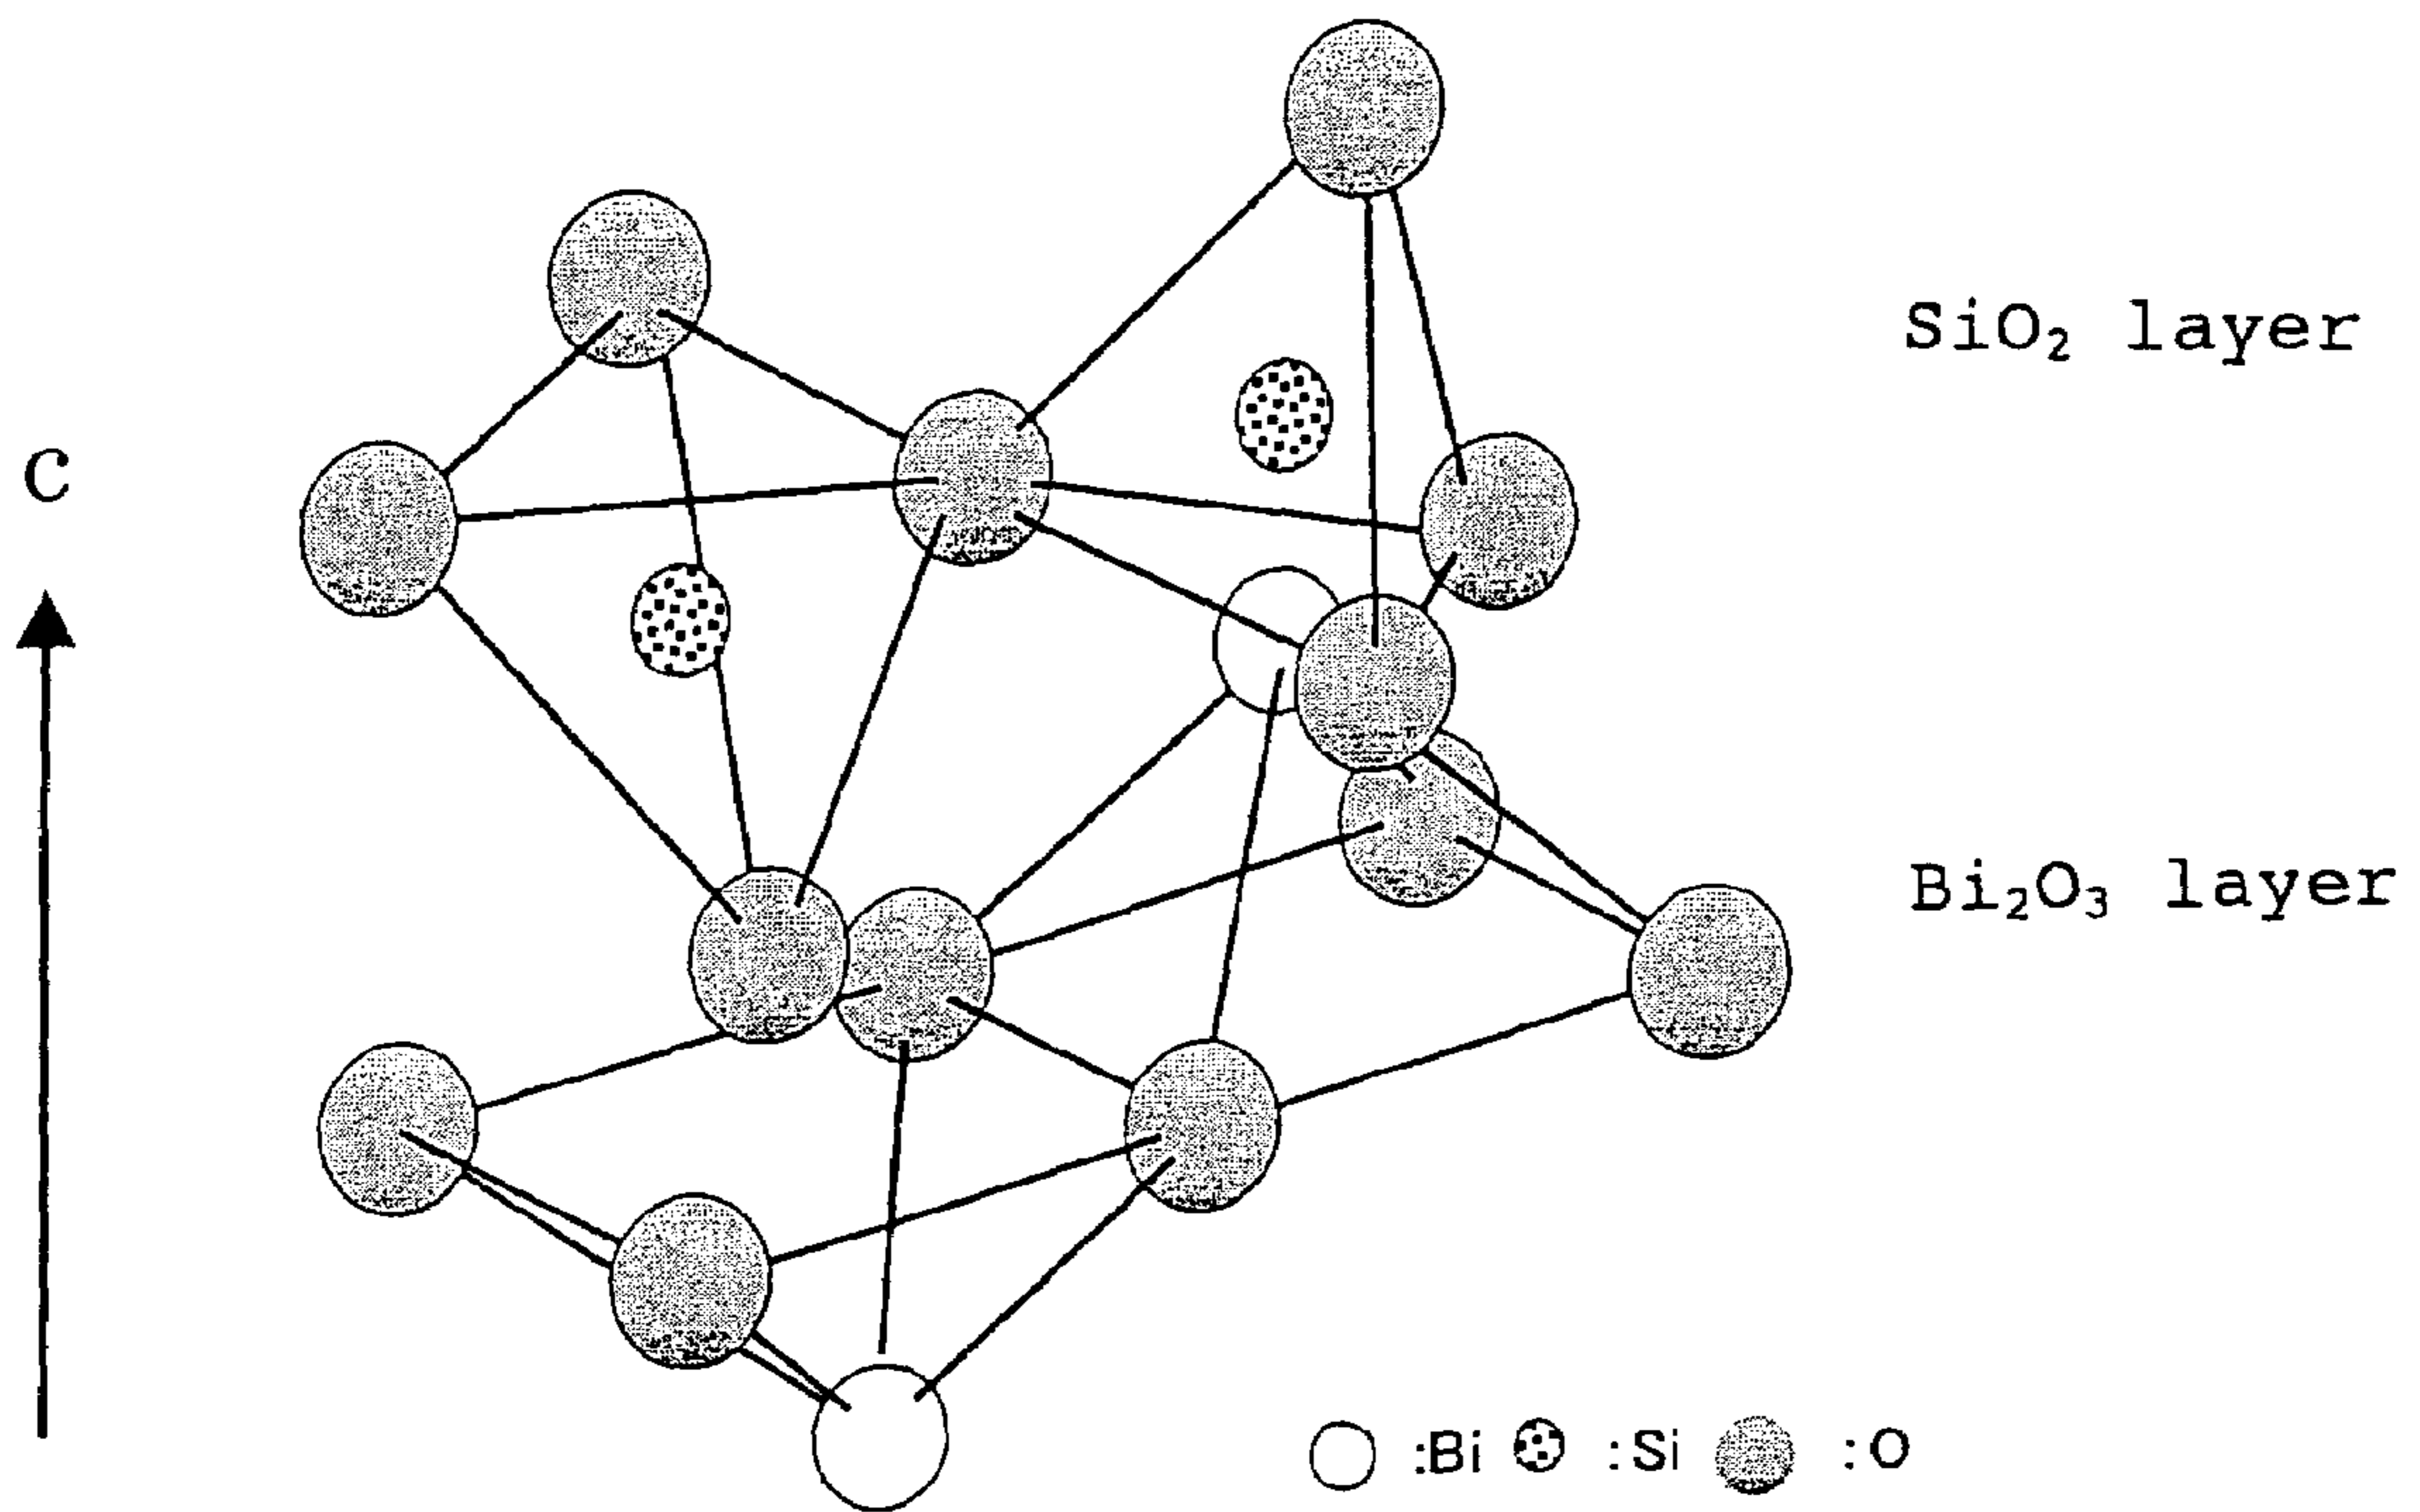 SiO₂ layer
C
Bi₂O₃ layer
:Bi :Si :O